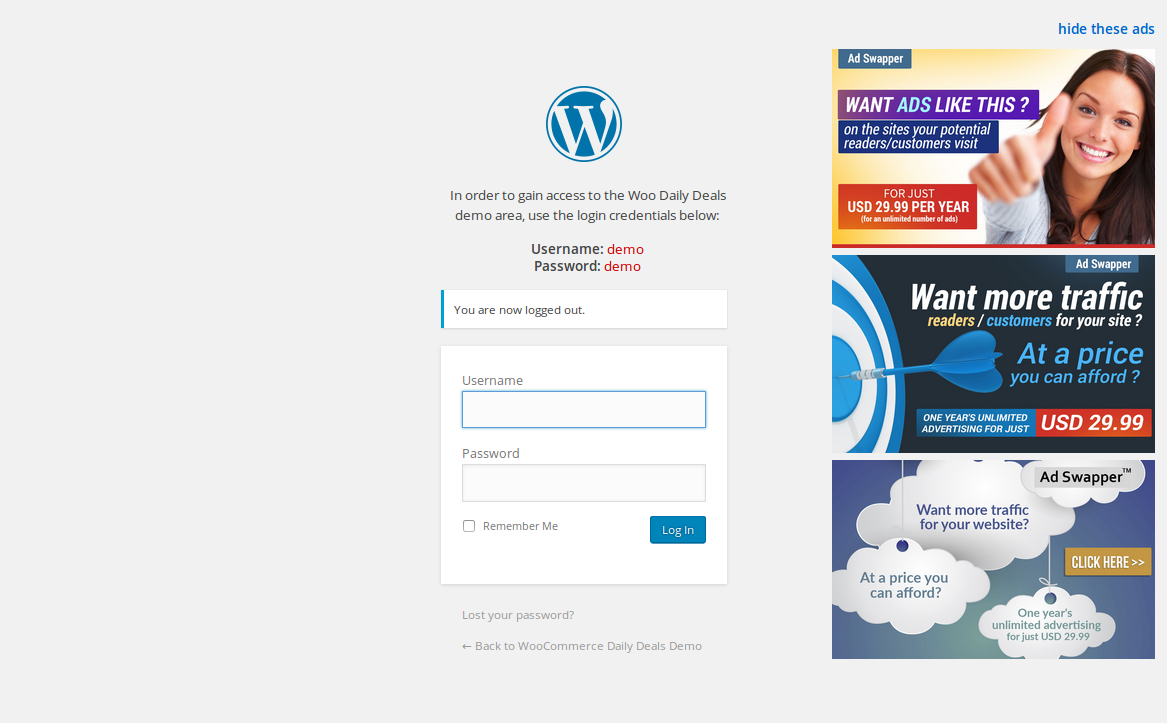 hide these ads
In order to gain access to the Woo Daily Deals
demo area, use the login credentials below:
Username: demo
Password: demo
You are now logged out.
Username
Password
Remember Me
Log In
Lost your password?
← Back to WooCommerce Daily Deals Demo
Ad Swapper
WANT ADS LIKE THIS ?
on the sites your potential
readers/customers visit
FOR JUST
USD 29.99 PER YEAR
(for an unlimited number of ads)
Ad Swapper
Want more traffic
readers / customers for your site ?
At a price
you can afford ?
ONE YEAR'S UNLIMITED
ADVERTISING FOR JUST
USD 29.99
Ad Swapper™
Want more traffic
for your website?
CLICK HERE >>
At a price you
can afford?
One year's
unlimited advertising
for just USD 29.99